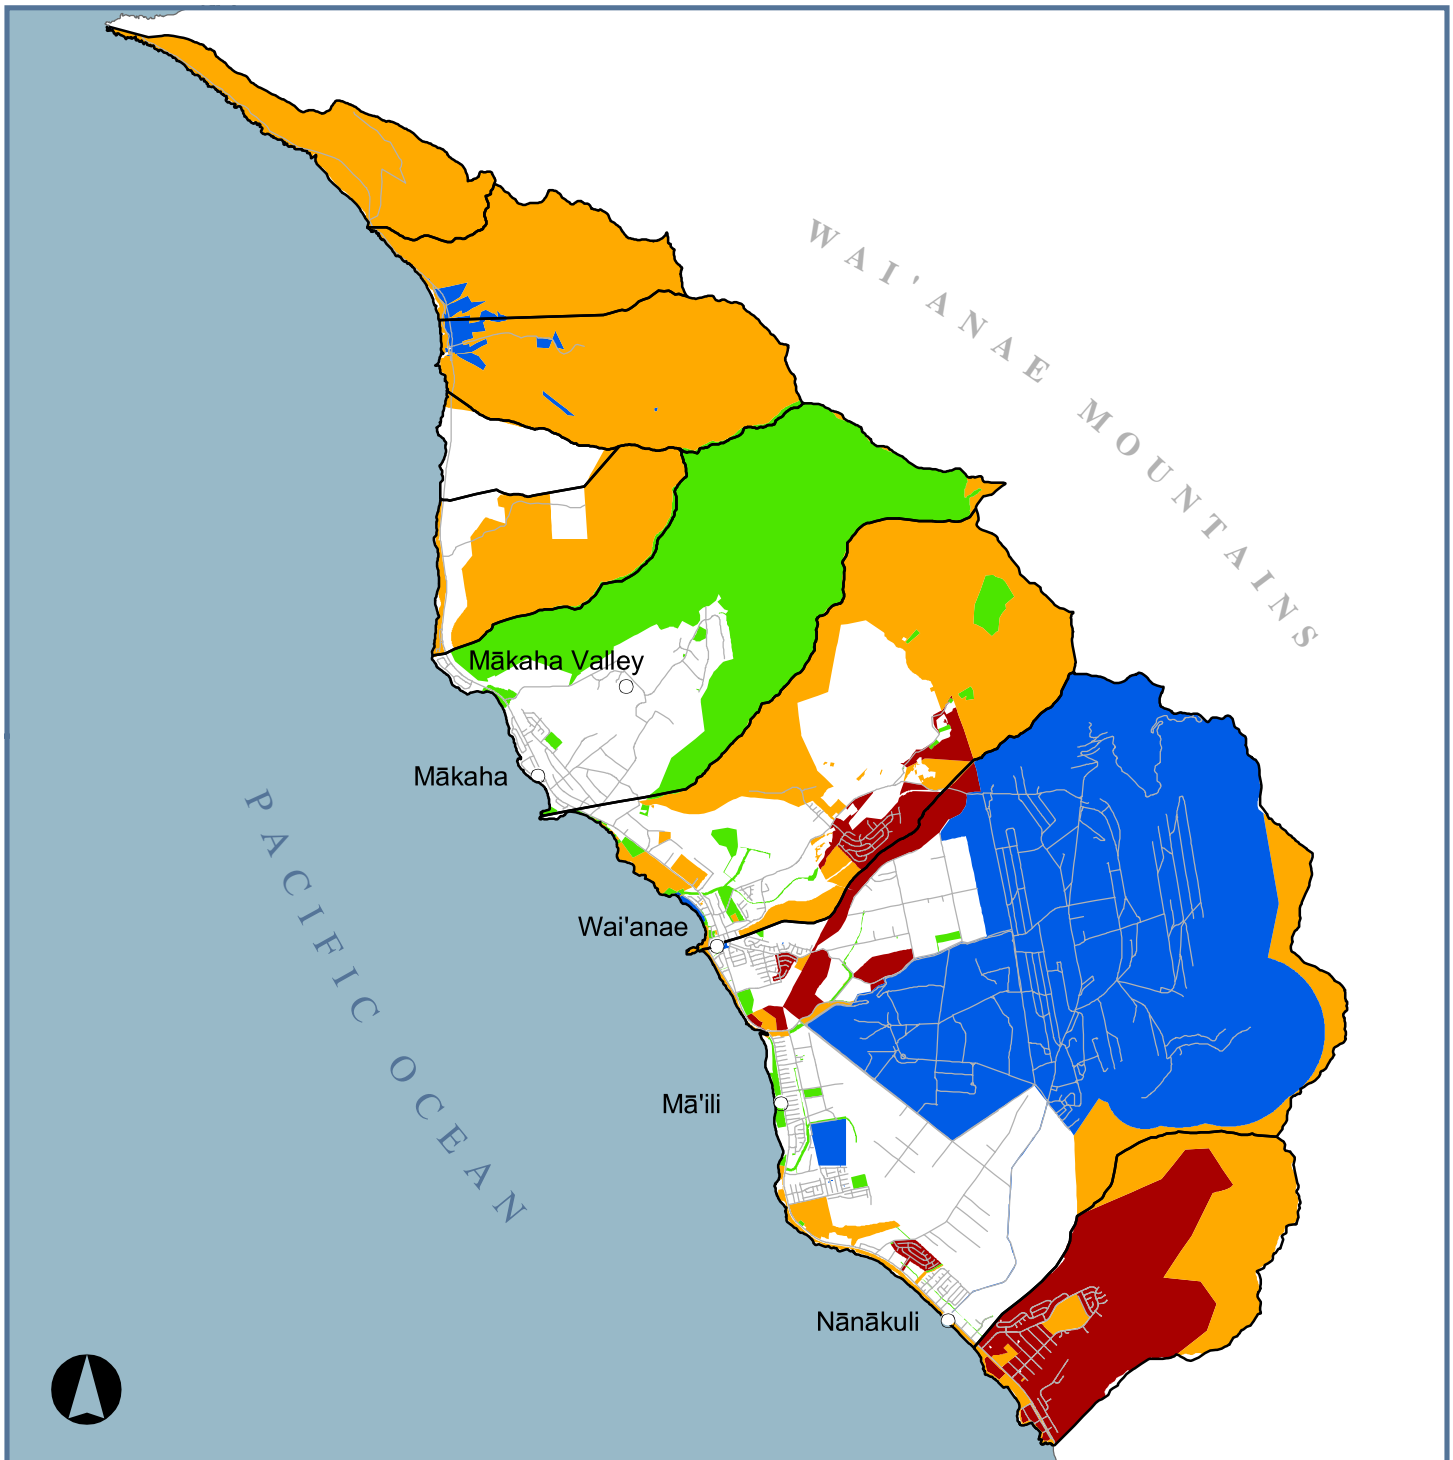 WAI'ANAE MOUNTAINS
Mākaha Valley
Mākaha
PACIFIC OCEAN
Wai'anae
Mā'ili
Nānākuli